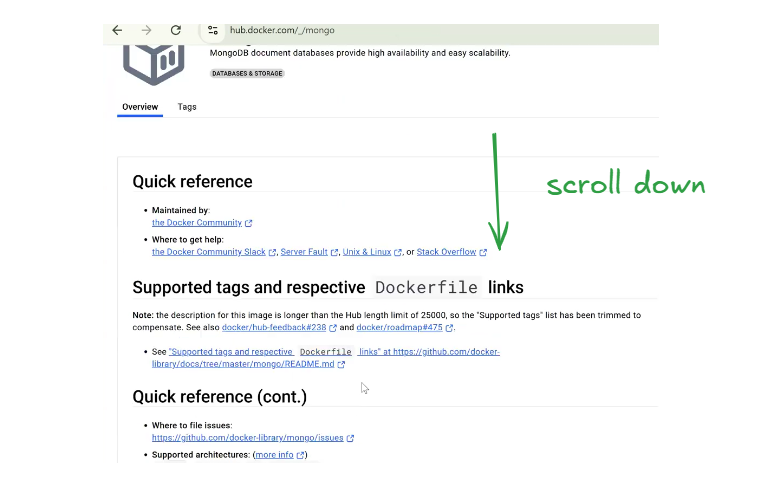 hub.docker.com/_/mongo
MongoDB document databases provide high availability and easy scalability.
DATABASES & STORAGE
Overview Tags
scroll down
Quick reference
• Maintained by:
the Docker Community
• Where to get help:
the Docker Community Slack, Server Fault, Unix & Linux, or Stack Overflow
Supported tags and respective Dockerfile links
Note: the description for this image is longer than the Hub length limit of 25000, so the "Supported tags" list has been trimmed to
compensate. See also docker/hub-feedback#238 and docker/roadmap#475.
• See "Supported tags and respective Dockerfile links" at https://github.com/docker-
library/docs/tree/master/mongo/README.md
Quick reference (cont.)
• Where to file issues:
https://github.com/docker-library/mongo/issues
• Supported architectures: (more info)